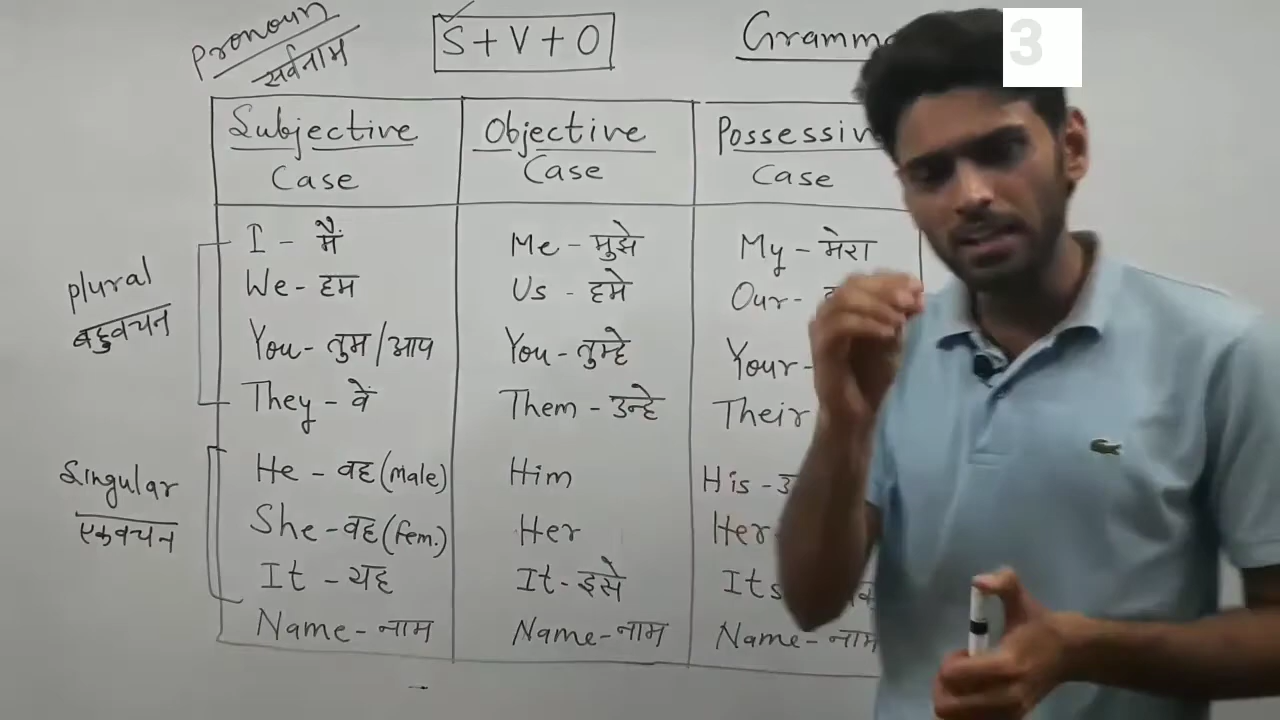 Pronoun
सर्वनाम
S + V + O
Subjective
Case
Objective
Case
Case
plural
बहुवचन
I - मैं
We - हम
You - तुम / आप
They - वें
Me - मुझे
Us - हमे
You - तुम्हे
Them - उन्हे
My - मेरा
Our -
Your -
Their
Singular
एकवचन
He - वह (Male)
She - वह (fem.)
It - यह
Name - नाम
Him
Her
It - इसे
Name - नाम
His -
Her -
Its
Name - नाम
3